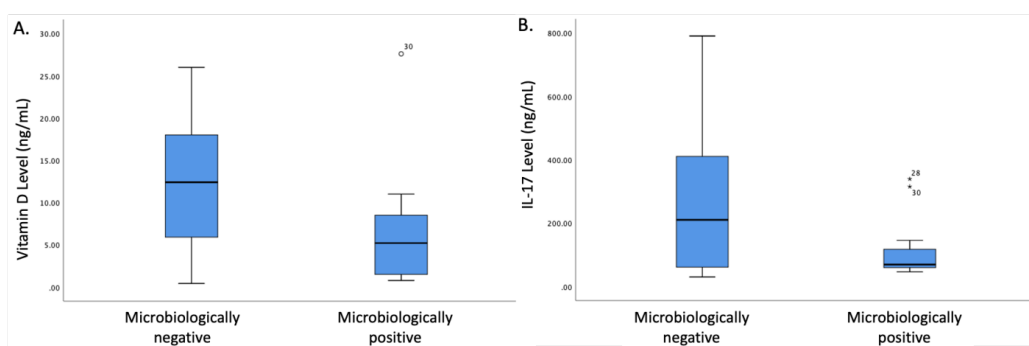 A.
Vitamin D Level (ng/mL)
30.00
25.00
20.00
15.00
10.00
5.00
.00
30
Microbiologically
negative
Microbiologically
positive
B.
IL-17 Level (ng/mL)
800.00
600.00
400.00
200.00
.00
28
30
Microbiologically
negative
Microbiologically
positive